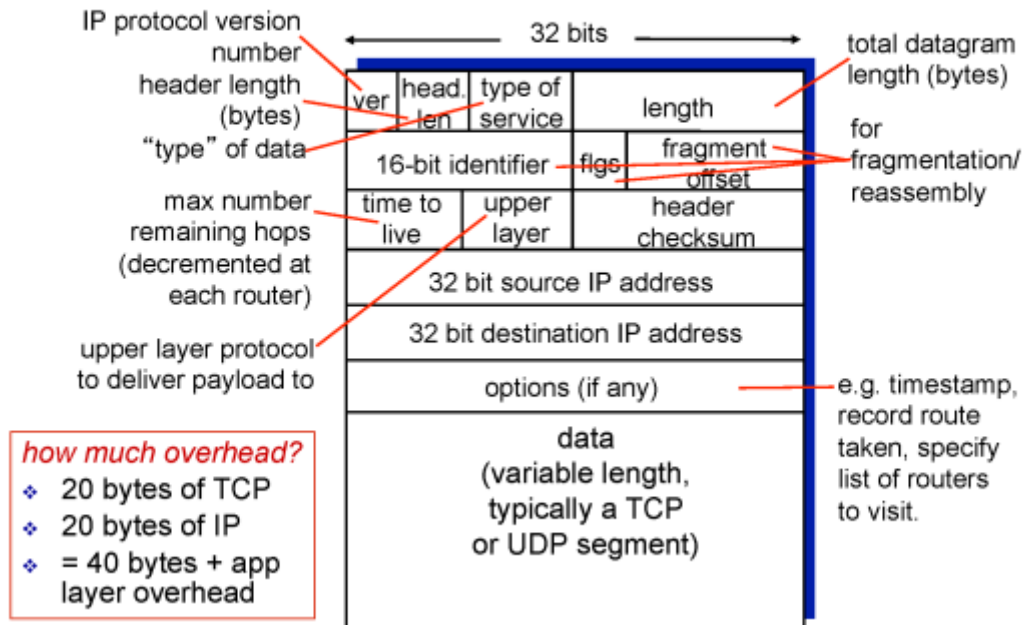 IP protocol version
number
header length
(bytes)
“type” of data
max number
remaining hops
(decremented at
each router)
upper layer protocol
to deliver payload to
how much overhead?
❖ 20 bytes of TCP
❖ 20 bytes of IP
❖ = 40 bytes + app
layer overhead
32 bits
ver
head.
len
type of
service
length
16-bit identifier
flgs
fragment
offset
time to
live
upper
layer
header
checksum
32 bit source IP address
32 bit destination IP address
options (if any)
data
(variable length,
typically a TCP
or UDP segment)
total datagram
length (bytes)
for
fragmentation/
reassembly
e.g. timestamp,
record route
taken, specify
list of routers
to visit.